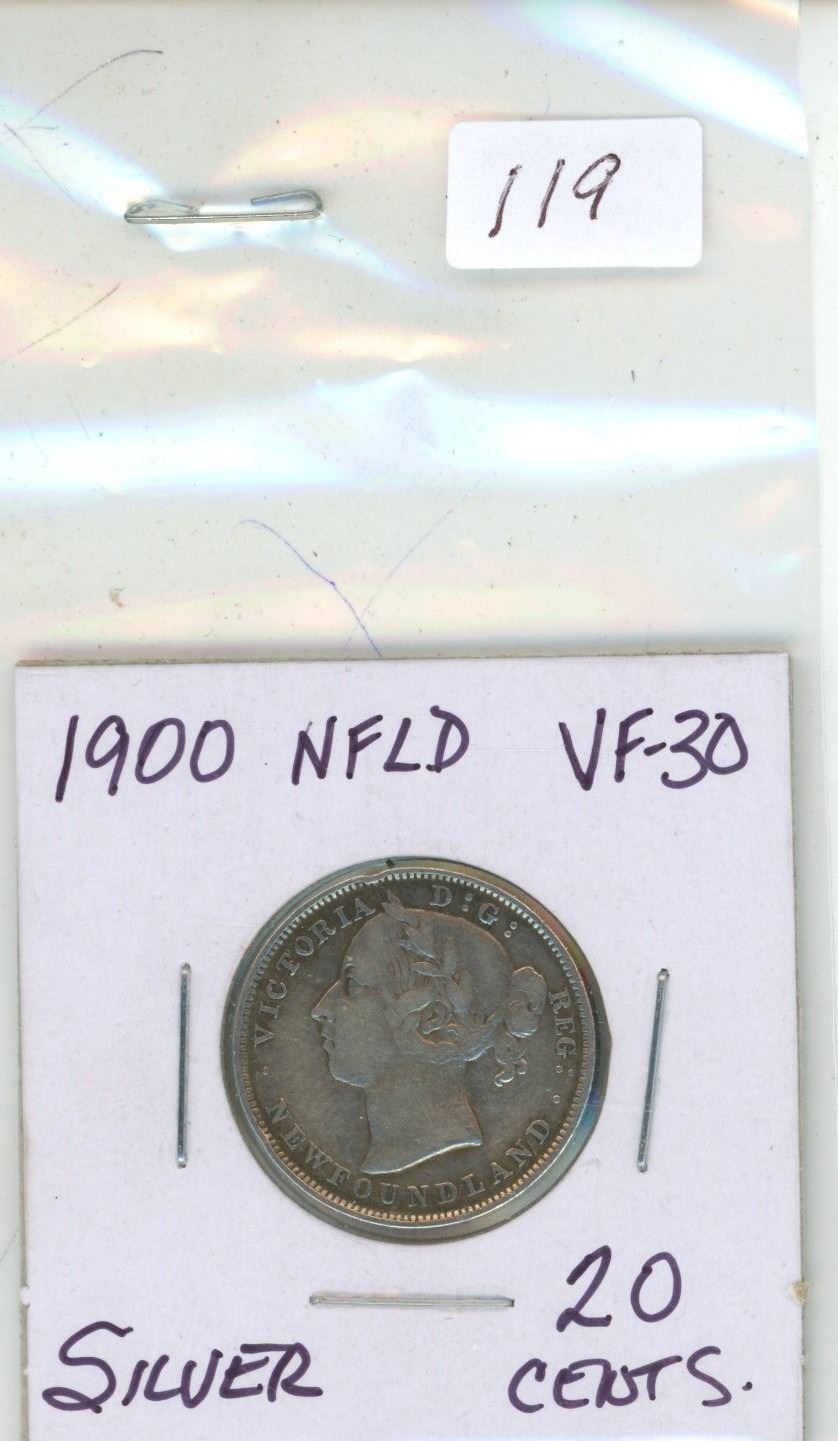 119
1900 NFLD VF-30
VICTORIA D:G: REG:
NEWFOUNDLAND
20
SILVER CENTS.